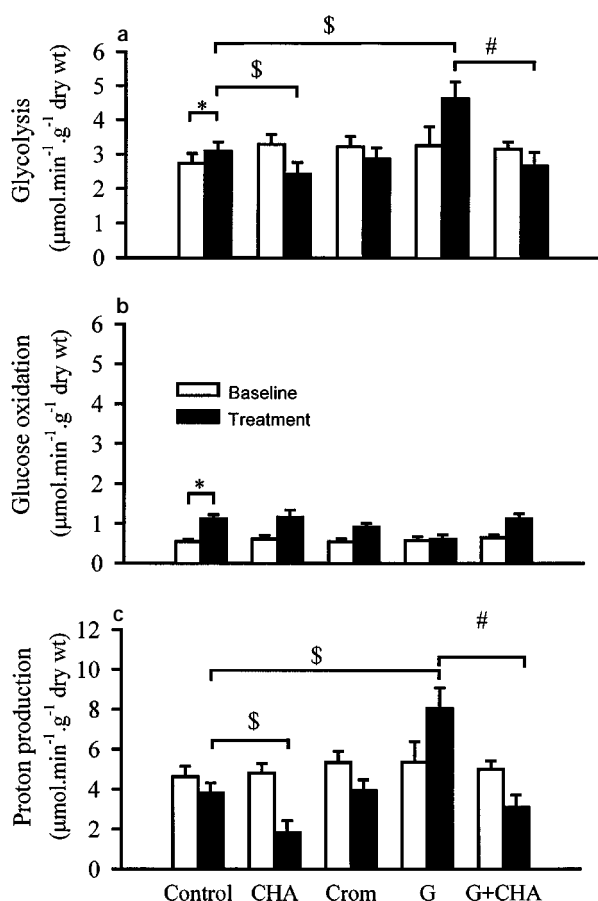 a
$
$
#
*
Glycolysis
(μmol.min⁻¹.g⁻¹ dry wt)
6
5
4
3
2
1
0
b
Glucose oxidation
(μmol.min⁻¹.g⁻¹ dry wt)
6
5
4
3
2
1
0
Baseline
Treatment
*
c
Proton production
(μmol.min⁻¹.g⁻¹ dry wt)
12
10
8
6
4
2
0
#
$
$
Control CHA Crom G G+CHA